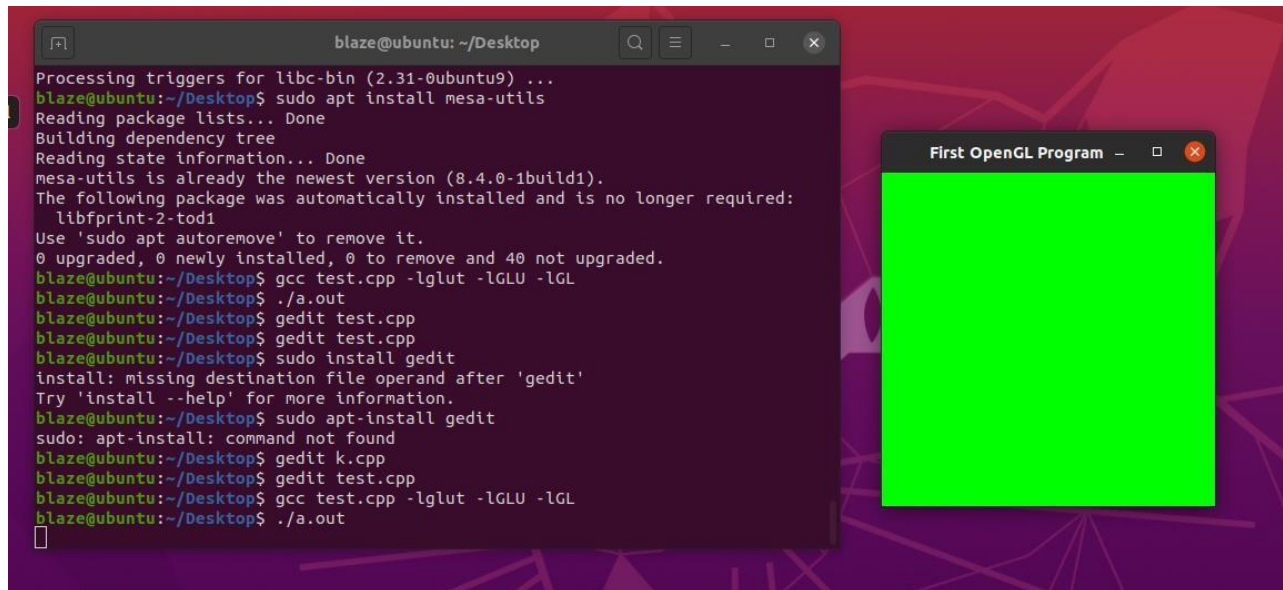 blaze@ubuntu: ~/Desktop
Processing triggers for libc-bin (2.31-0ubuntu9) ...
blaze@ubuntu:~/Desktop$ sudo apt install mesa-utils
Reading package lists... Done
Building dependency tree
Reading state information... Done
mesa-utils is already the newest version (8.4.0-1build1).
The following package was automatically installed and is no longer required:
  libfprint-2-tod1
Use 'sudo apt autoremove' to remove it.
0 upgraded, 0 newly installed, 0 to remove and 40 not upgraded.
blaze@ubuntu:~/Desktop$ gcc test.cpp -lglut -lGLU -lGL
blaze@ubuntu:~/Desktop$ ./a.out
blaze@ubuntu:~/Desktop$ gedit test.cpp
blaze@ubuntu:~/Desktop$ gedit test.cpp
blaze@ubuntu:~/Desktop$ sudo install gedit
install: missing destination file operand after 'gedit'
Try 'install --help' for more information.
blaze@ubuntu:~/Desktop$ sudo apt-install gedit
sudo: apt-install: command not found
blaze@ubuntu:~/Desktop$ gedit k.cpp
blaze@ubuntu:~/Desktop$ gedit test.cpp
blaze@ubuntu:~/Desktop$ gcc test.cpp -lglut -lGLU -lGL
blaze@ubuntu:~/Desktop$ ./a.out
First OpenGL Program